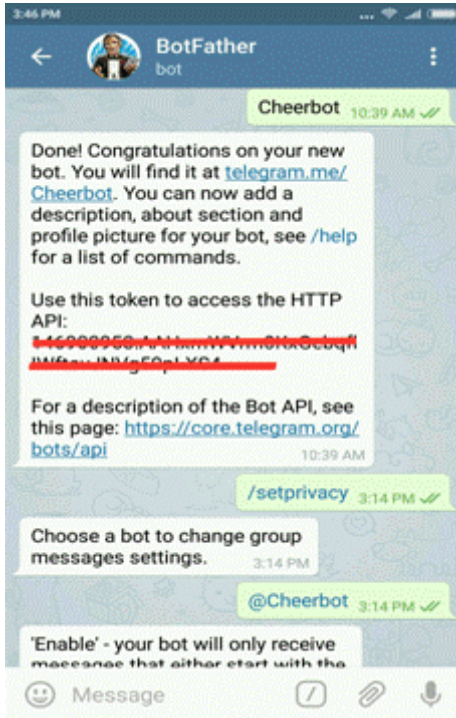 3:46 PM
BotFather
bot
Cheerbot 10:39 AM
Done! Congratulations on your new
bot. You will find it at telegram.me/
Cheerbot. You can now add a
description, about section and
profile picture for your bot, see /help
for a list of commands.
Use this token to access the HTTP
API:
For a description of the Bot API, see
this page: https://core.telegram.org/
bots/api
10:39 AM
/setprivacy 3:14 PM
Choose a bot to change group
messages settings. 3:14 PM
@Cheerbot 3:14 PM
'Enable' - your bot will only receive
messages that either start with the
Message